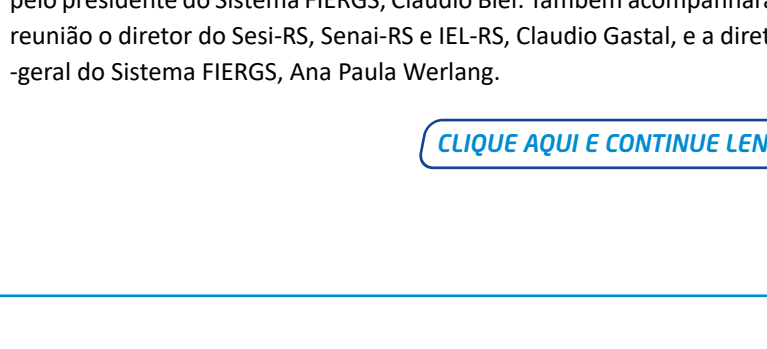 pelo presidente do Sistema FIERGS, Claudio Bier. Também acompanhara
reunião o diretor do Sesi-RS, Senai-RS e IEL-RS, Claudio Gastal, e a diret
-geral do Sistema FIERGS, Ana Paula Werlang.
CLIQUE AQUI E CONTINUE LEN